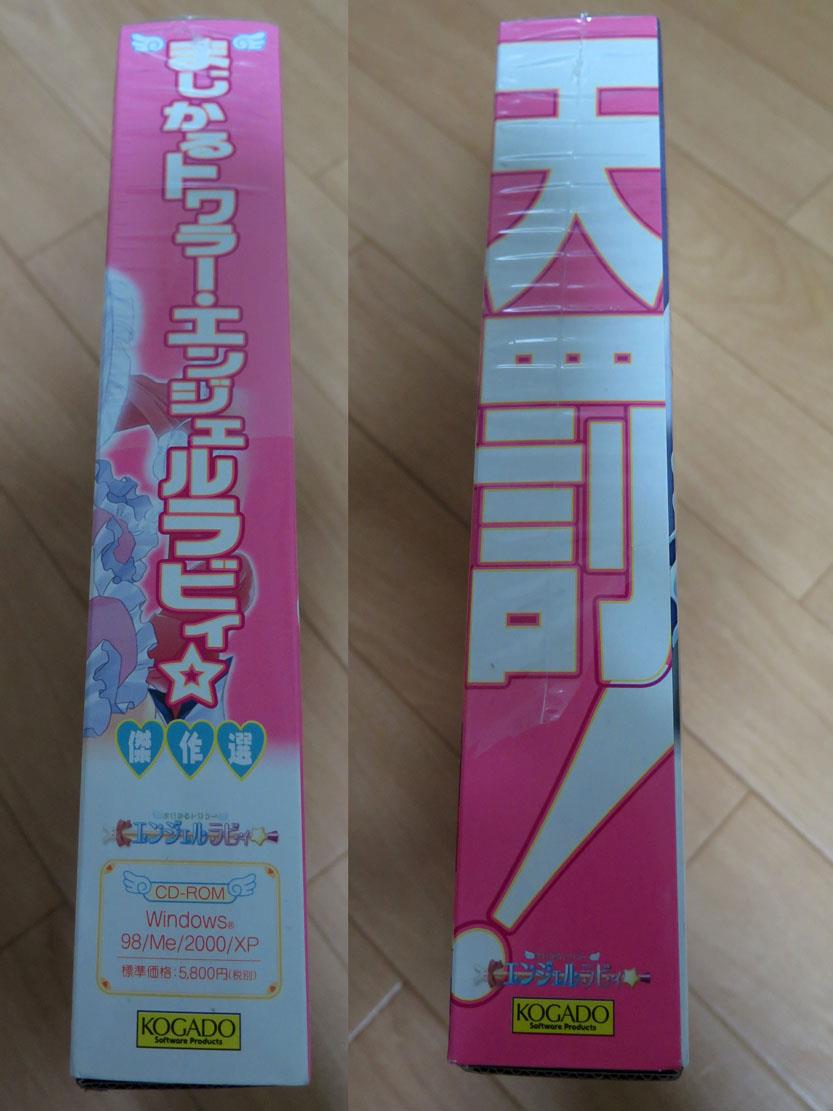 まじかるトワラー・エンジェルラビィ☆
傑作選
エンジェルラビィ
CD-ROM
Windows®
98/Me/2000/XP
標準価格:5,800円(税別)
KOGADO
Software Products
天罰!
エンジェルラビィ
KOGADO
Software Products